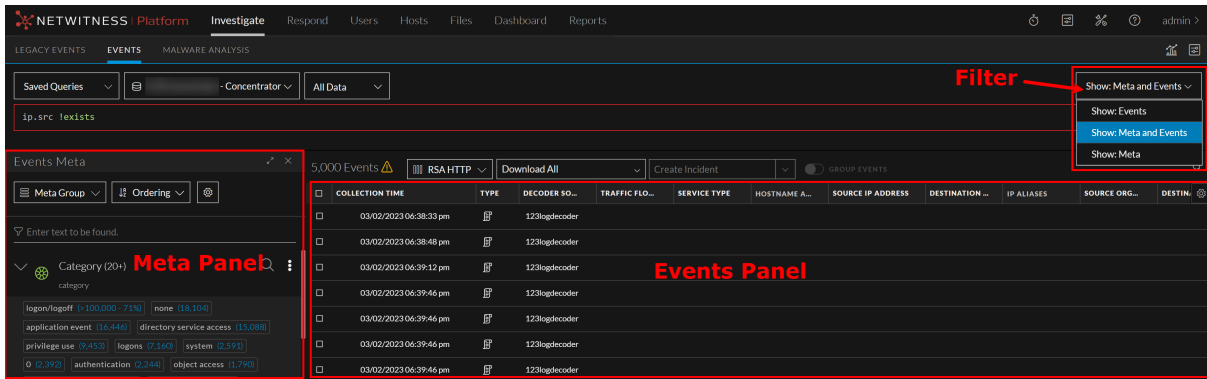 NETWITNESS Platform Investigate Respond Users Hosts Files Dashboard Reports admin >
LEGACY EVENTS EVENTS MALWARE ANALYSIS
Saved Queries - Concentrator All Data Filter Show: Meta and Events
ip.src !exists Show: Events
Show: Meta and Events
Show: Meta
Events Meta 5,000 Events RSA HTTP Download All Create Incident GROUP EVENTS
Meta Group Ordering
COLLECTION TIME TYPE DECODER SO... TRAFFIC FLO... SERVICE TYPE HOSTNAME A... SOURCE IP ADDRESS DESTINATION ... IP ALIASES SOURCE ORG... DESTIN
03/02/2023 06:38:33 pm 123logdecoder
Enter text to be found.
03/02/2023 06:38:48 pm 123logdecoder
Category (20+) Meta Panel
category
03/02/2023 06:39:12 pm 123logdecoder Events Panel
03/02/2023 06:39:46 pm 123logdecoder
logon/logoff (>100,000 - 71%) none (18,104)
03/02/2023 06:39:46 pm 123logdecoder
application event (16,446) directory service access (15,088)
privilege use (9,453) logons (7,160) system (2,591)
03/02/2023 06:39:46 pm 123logdecoder
0 (2,392) authentication (2,244) object access (1,790)
03/02/2023 06:39:46 pm 123logdecoder